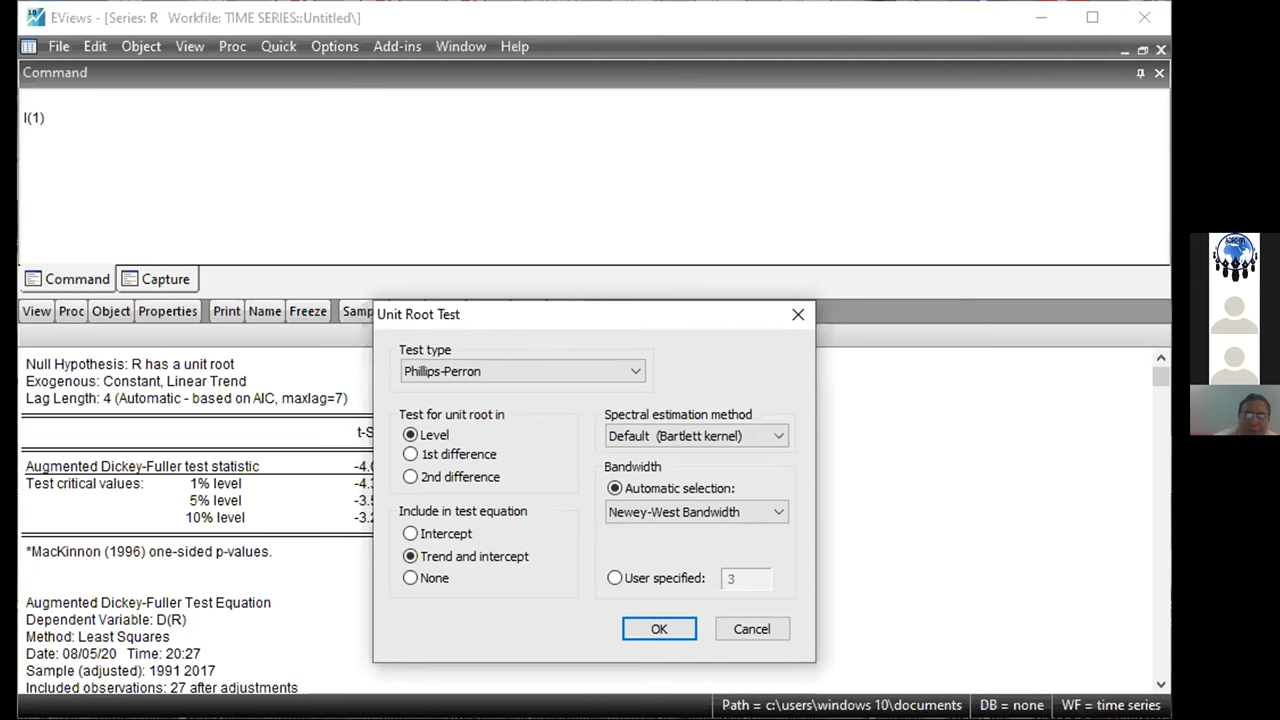 EViews - [Series: R   Workfile: TIME SERIES::Untitled\]
File Edit Object View Proc Quick Options Add-ins Window Help
Command
I(1)
Command Capture
View Proc Object Properties Print Name Freeze Samp
Unit Root Test
Test type
Phillips-Perron
Test for unit root in
Level
1st difference
2nd difference
Include in test equation
Intercept
Trend and intercept
None
Spectral estimation method
Default (Bartlett kernel)
Bandwidth
Automatic selection:
Newey-West Bandwidth
User specified: 3
OK Cancel
Null Hypothesis: R has a unit root
Exogenous: Constant, Linear Trend
Lag Length: 4 (Automatic - based on AIC, maxlag=7)
t-S
Augmented Dickey-Fuller test statistic
Test critical values: 1% level -4.3
5% level -3.5
10% level -3.2
*MacKinnon (1996) one-sided p-values.
Augmented Dickey-Fuller Test Equation
Dependent Variable: D(R)
Method: Least Squares
Date: 08/05/20 Time: 20:27
Sample (adjusted): 1991 2017
Included observations: 27 after adjustments
Path = c:\users\windows 10\documents DB = none WF = time series